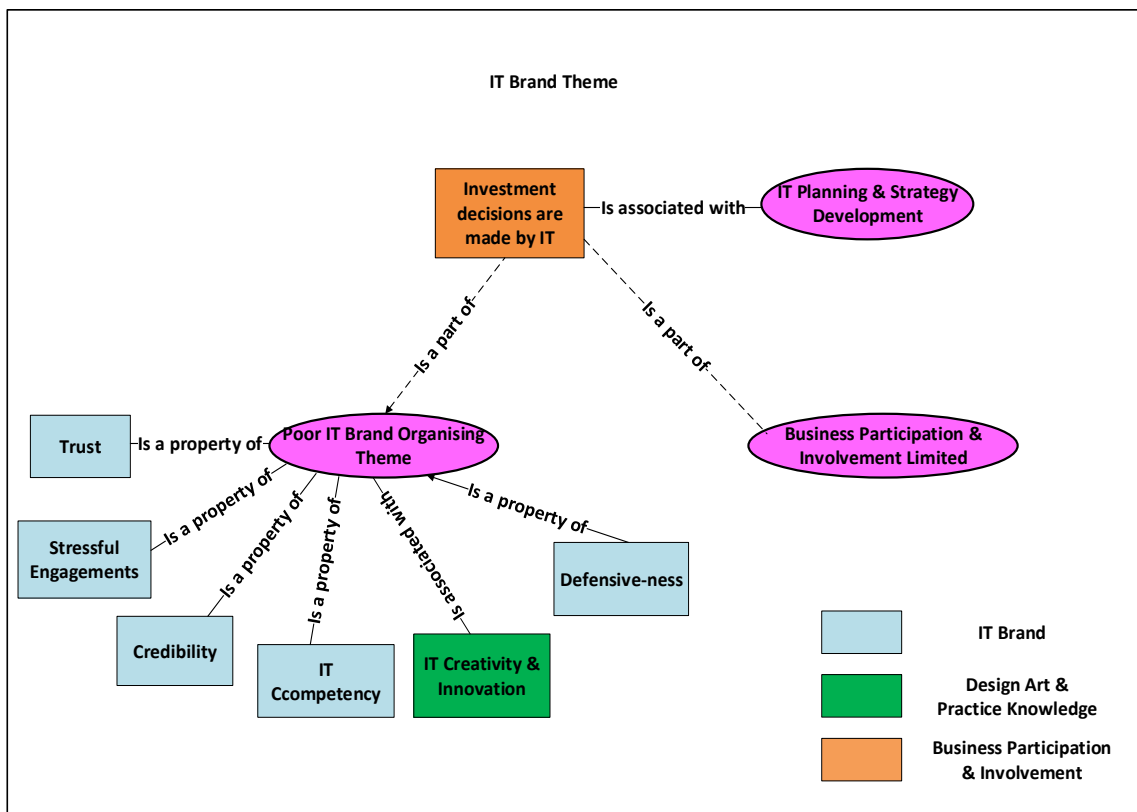 IT Brand Theme
Investment
decisions are
made by IT
Is associated with
IT Planning & Strategy
Development
Is a part of
Is a part of
Trust
Is a property of
Poor IT Brand Organising
Theme
Business Participation &
Involvement Limited
Stressful
Engagements
Is a property of
Is a property of
Is a property of
Is associated with
Is a property of
Defensive-ness
Credibility
IT
Ccompetency
IT Creativity &
Innovation
IT Brand
Design Art &
Practice Knowledge
Business Participation
& Involvement